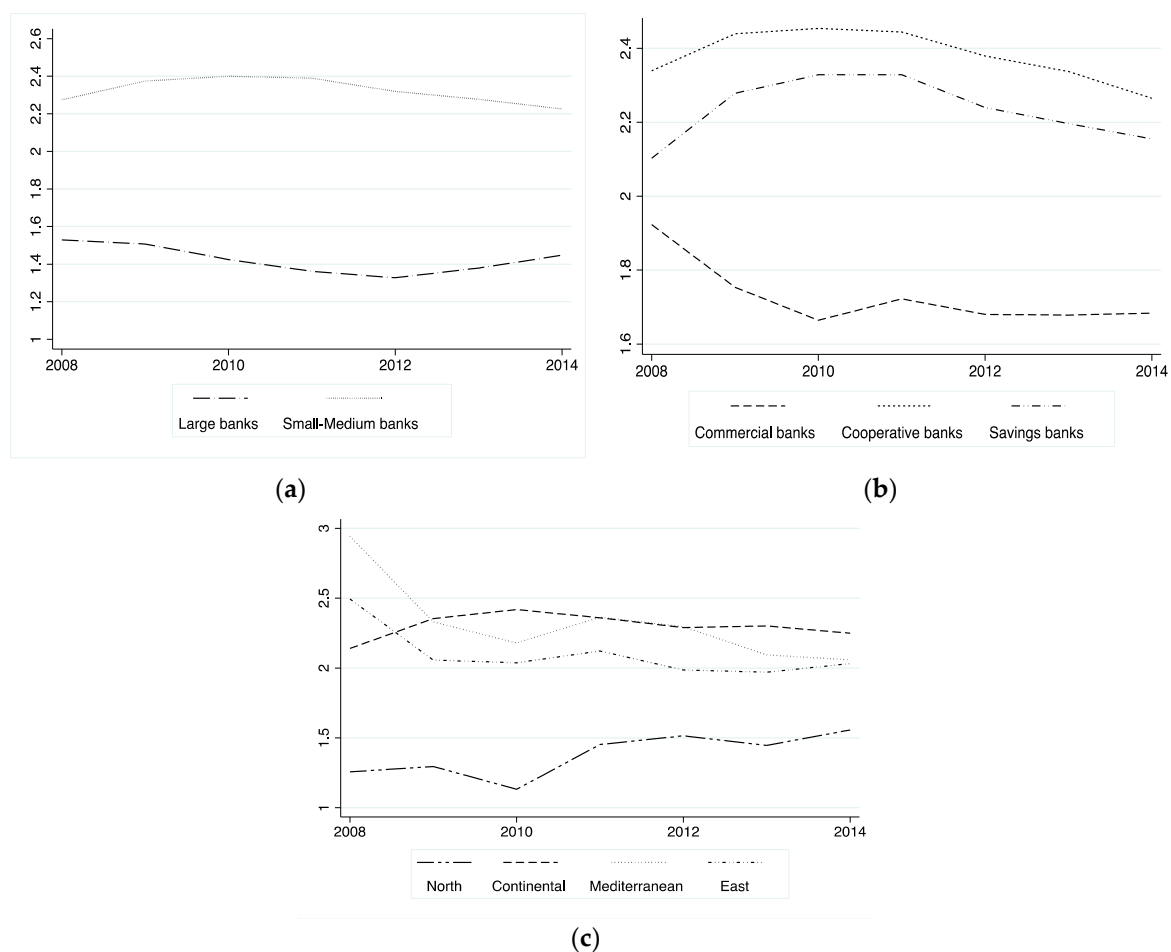 2.6
2.4
2.2
2
1.8
1.6
1.4
1.2
1
2008 2010 2012 2014
Large banks Small-Medium banks
(a)
2.4
2.2
2
1.8
1.6
2008 2010 2012 2014
Commercial banks Cooperative banks Savings banks
(b)
3
2.5
2
1.5
1
2008 2010 2012 2014
North Continental Mediterranean East
(c)